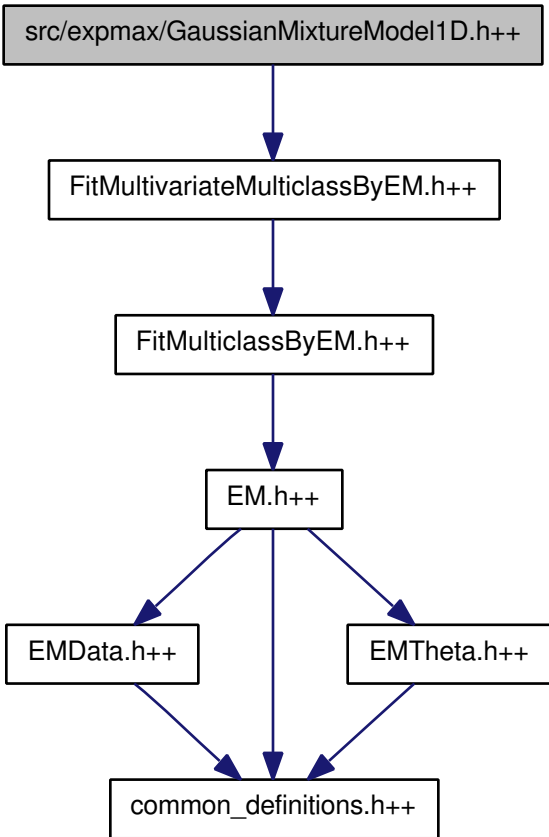 src/expmax/GaussianMixtureModel1D.h++
FitMultivariateMulticlassByEM.h++
FitMulticlassByEM.h++
EM.h++
EMData.h++
EMTheta.h++
common_definitions.h++